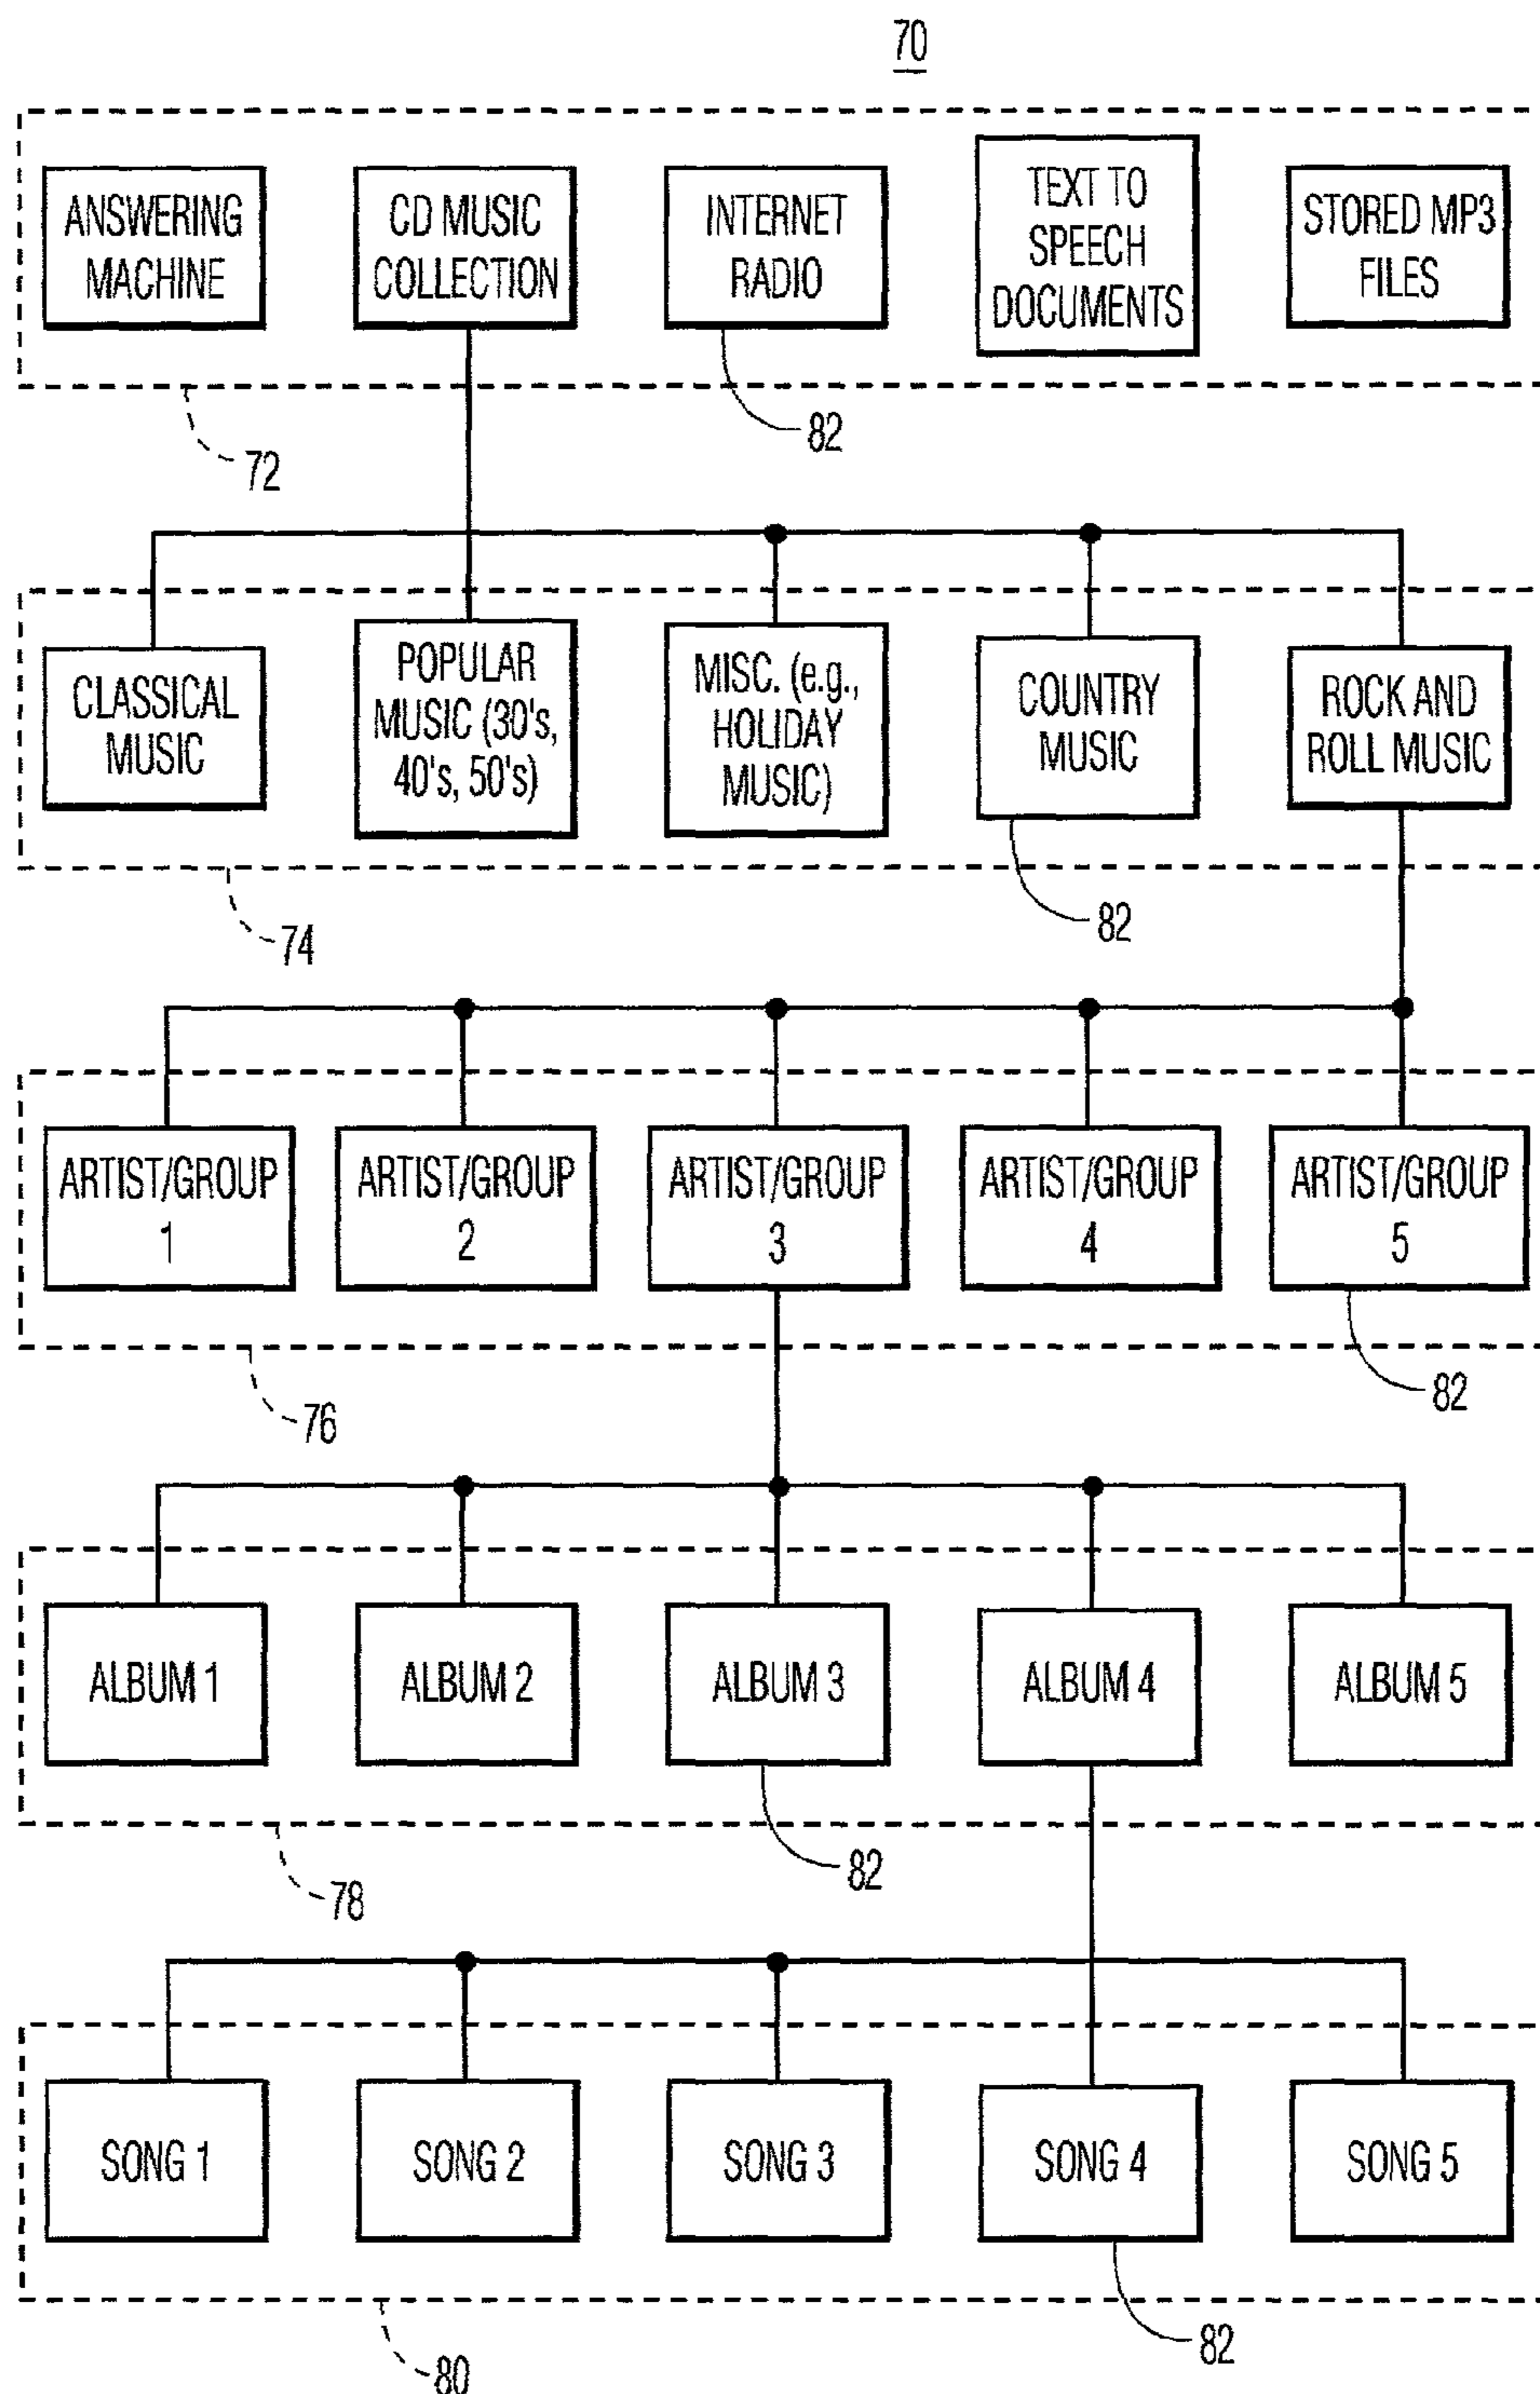 70
ANSWERING
MACHINE
CD MUSIC
COLLECTION
INTERNET
RADIO
TEXT TO
SPEECH
DOCUMENTS
STORED MP3
FILES
82
72
CLASSICAL
MUSIC
POPULAR
MUSIC (30's,
40's, 50's)
MISC. (e.g.,
HOLIDAY
MUSIC)
COUNTRY
MUSIC
ROCK AND
ROLL MUSIC
82
74
ARTIST/GROUP
1
ARTIST/GROUP
2
ARTIST/GROUP
3
ARTIST/GROUP
4
ARTIST/GROUP
5
82
76
ALBUM 1
ALBUM 2
ALBUM 3
ALBUM 4
ALBUM 5
82
78
SONG 1
SONG 2
SONG 3
SONG 4
SONG 5
82
80